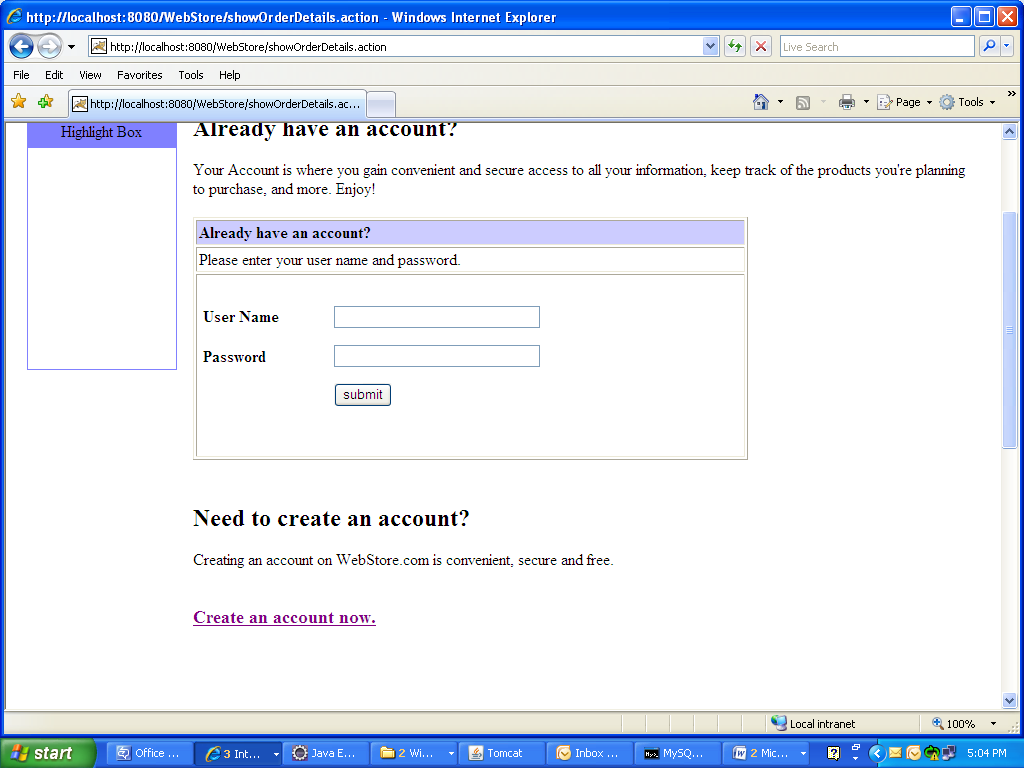 http://localhost:8080/WebStore/showOrderDetails.action - Windows Internet Explorer
http://localhost:8080/WebStore/showOrderDetails.action
Live Search
File Edit View Favorites Tools Help
http://localhost:8080/WebStore/showOrderDetails.ac...
Page Tools
Highlight Box
Already have an account?
Your Account is where you gain convenient and secure access to all your information, keep track of the products you're planning
to purchase, and more. Enjoy!
Already have an account?
Please enter your user name and password.
User Name
Password
submit
Need to create an account?
Creating an account on WebStore.com is convenient, secure and free.
Create an account now.
Local intranet
100%
start Office ... 3 Int... Java E... 2 Wi... Tomcat Inbox ... MySQ... 2 Mic... 5:04 PM